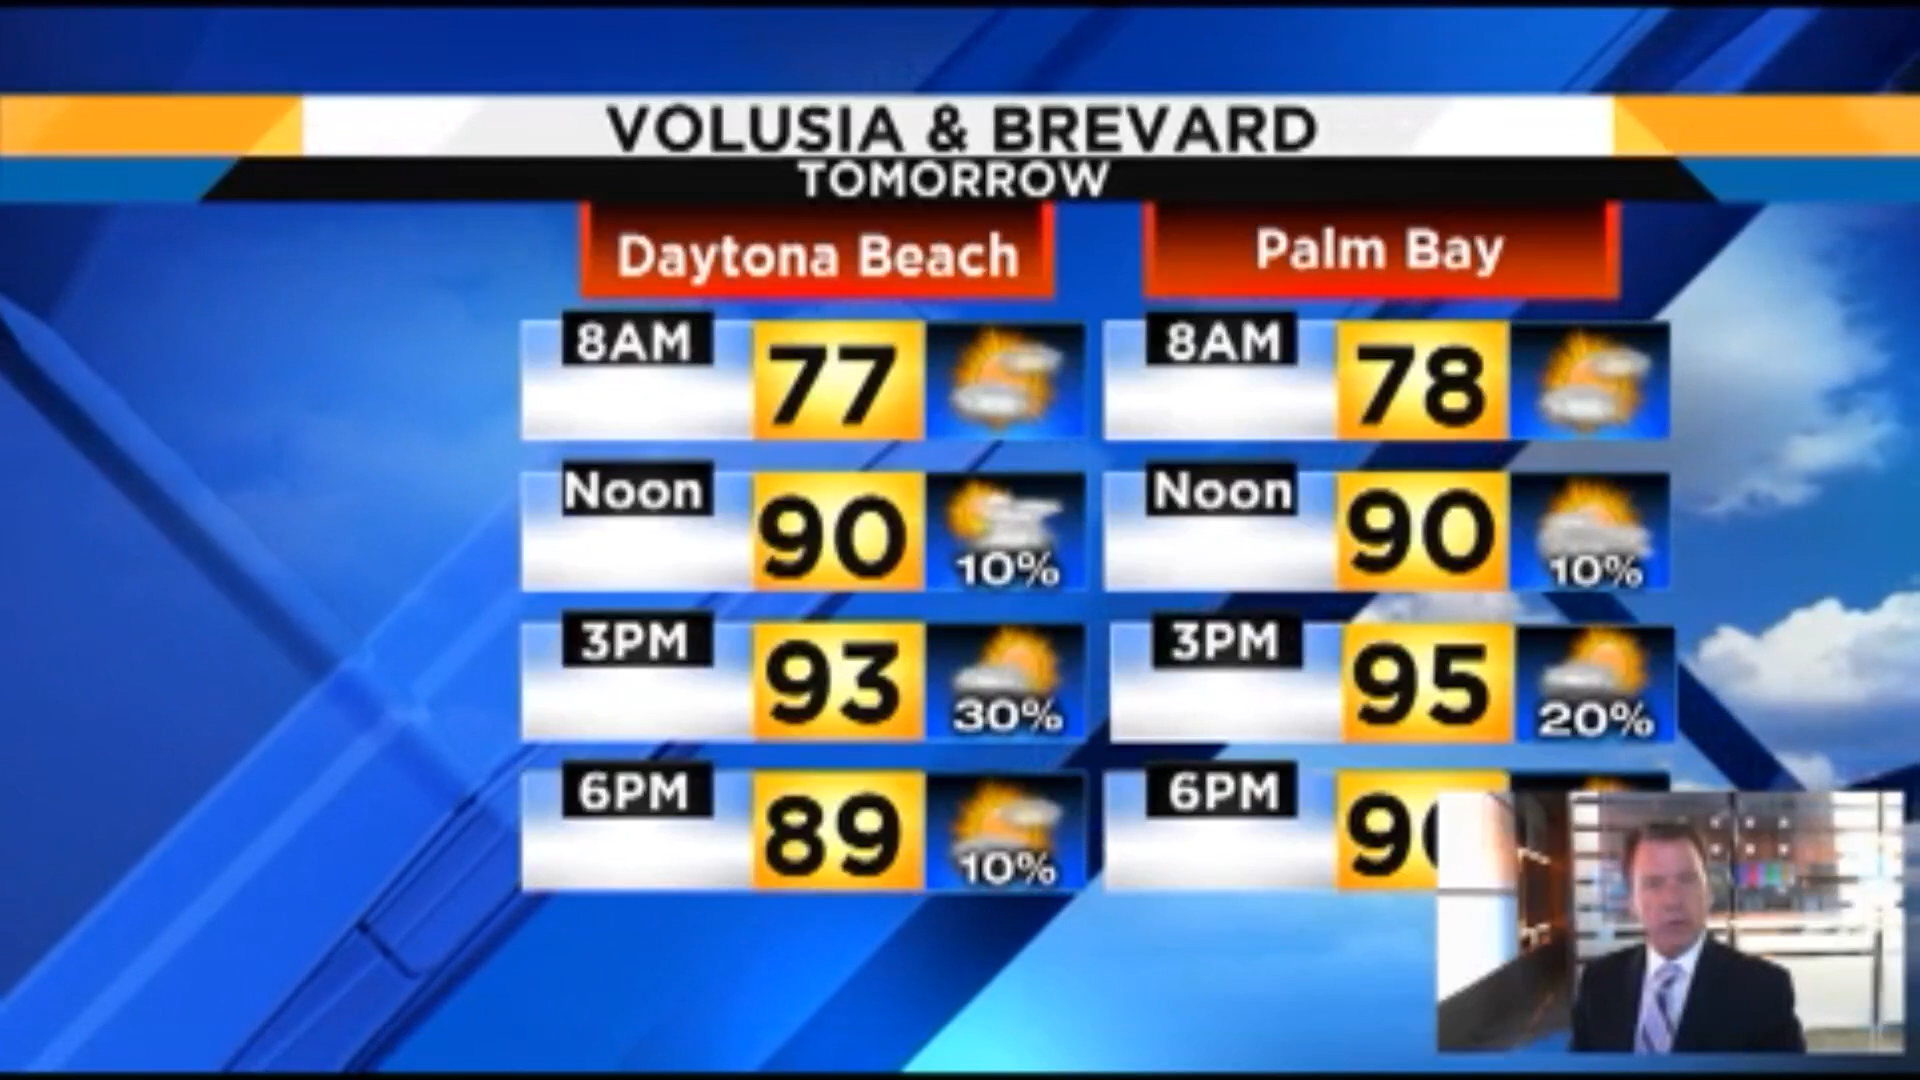 VOLUSIA & BREVARD
TOMORROW
Daytona Beach
8AM 77
Noon 90 10%
3PM 93 30%
6PM 89 10%
Palm Bay
8AM 78
Noon 90 10%
3PM 95 20%
6PM